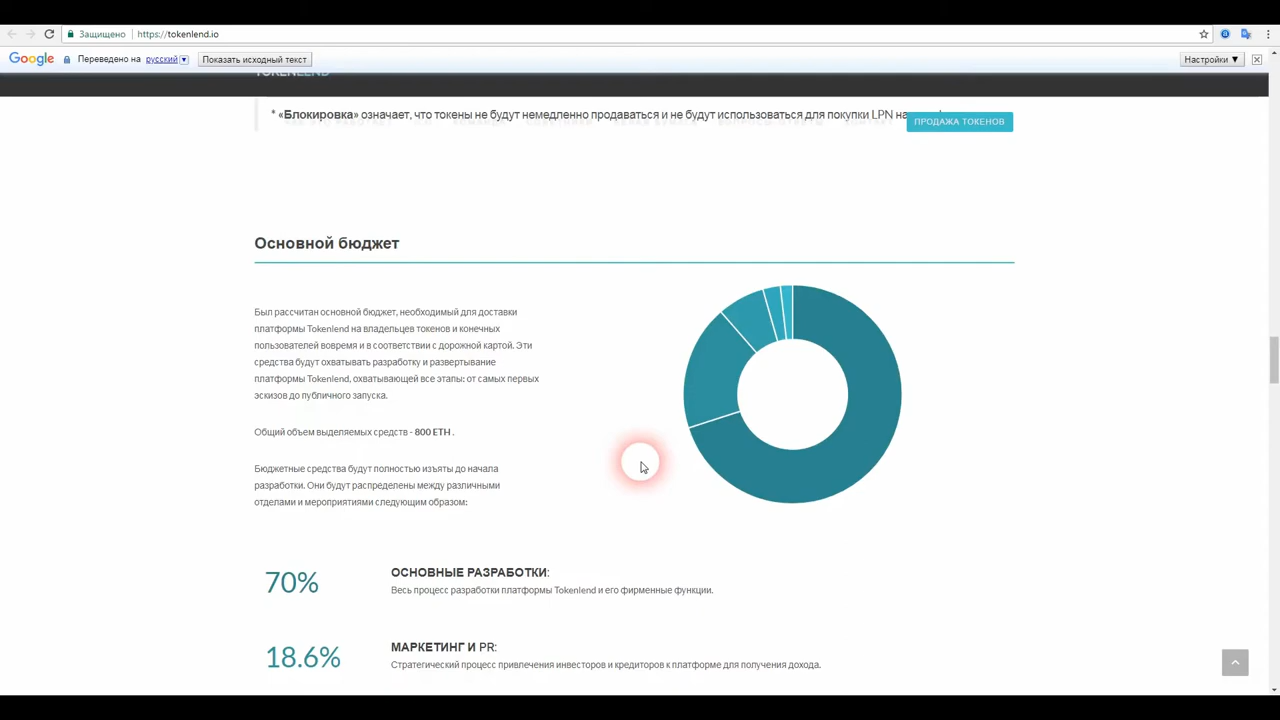 Защищено https://tokenlend.io
Google Переведено на русский Показать исходный текст Настройки ▼
TOKENLEND
* «Блокировка» означает, что токены не будут немедленно продаваться и не будут использоваться для покупки LPN на
ПРОДАЖА ТОКЕНОВ
Основной бюджет
Был рассчитан основной бюджет, необходимый для доставки
платформы Tokenlend на владельцев токенов и конечных
пользователей вовремя и в соответствии с дорожной картой. Эти
средства будут охватывать разработку и развертывание
платформы Tokenlend, охватывающей все этапы: от самых первых
эскизов до публичного запуска.
Общий объем выделяемых средств - 800 ETH .
Бюджетные средства будут полностью изъяты до начала
разработки. Они будут распределены между различными
отделами и мероприятиями следующим образом:
70%
ОСНОВНЫЕ РАЗРАБОТКИ:
Весь процесс разработки платформы Tokenlend и его фирменные функции.
18.6%
МАРКЕТИНГ И PR:
Стратегический процесс привлечения инвесторов и кредиторов к платформе для получения дохода.